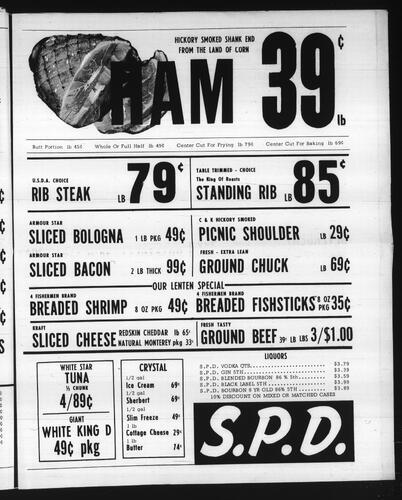 HICKORY SMOKED SHANK END
FROM THE LAND OF CORN
HAM 39¢ lb
Butt Portion lb 45¢ Whole Or Full Half lb 49¢ Center Cut For Frying lb 79¢ Center Cut For Baking lb 69¢
U.S.D.A. CHOICE
RIB STEAK LB 79¢
TABLE TRIMMED - CHOICE
The King Of Roasts
STANDING RIB LB 85¢
ARMOUR STAR
SLICED BOLOGNA 1 LB PKG 49¢
C & K HICKORY SMOKED
PICNIC SHOULDER LB 29¢
ARMOUR STAR
SLICED BACON 2 LB THICK 99¢
FRESH - EXTRA LEAN
GROUND CHUCK LB 69¢
OUR LENTEN SPECIAL
4 FISHERMEN BRAND
BREADED SHRIMP 8 OZ PKG 49¢
4 FISHERMEN BRAND
BREADED FISHSTICKS 8 OZ PKG 35¢
KRAFT
SLICED CHEESE REDSKIN CHEDDAR lb 65¢
NATURAL MONTEREY pkg 33¢
FRESH TASTY
GROUND BEEF 39¢ LB LBS 3/$1.00
WHITE STAR
TUNA
½ CHUNK
4/89¢
GIANT
WHITE KING D
49¢ pkg
CRYSTAL
1/2 gal
Ice Cream 69¢
1/2 gal
Sherbert 69¢
1/2 gal
Slim Freeze 49¢
1 lb
Cottage Cheese 29¢
1 lb
Butter 74¢
LIQUORS
S.P.D. VODKA QTS. $3.79
S.P.D. GIN 5TH $3.39
S.P.D. BLENDED BOURBON 86 % 5th
S.P.D. BLACK LABEL 5TH
S.P.D. BOURBON 6 YR OLD 86% 5TH
10% DISCOUNT ON MIXED OR MATCHED CASES
S.P.D.